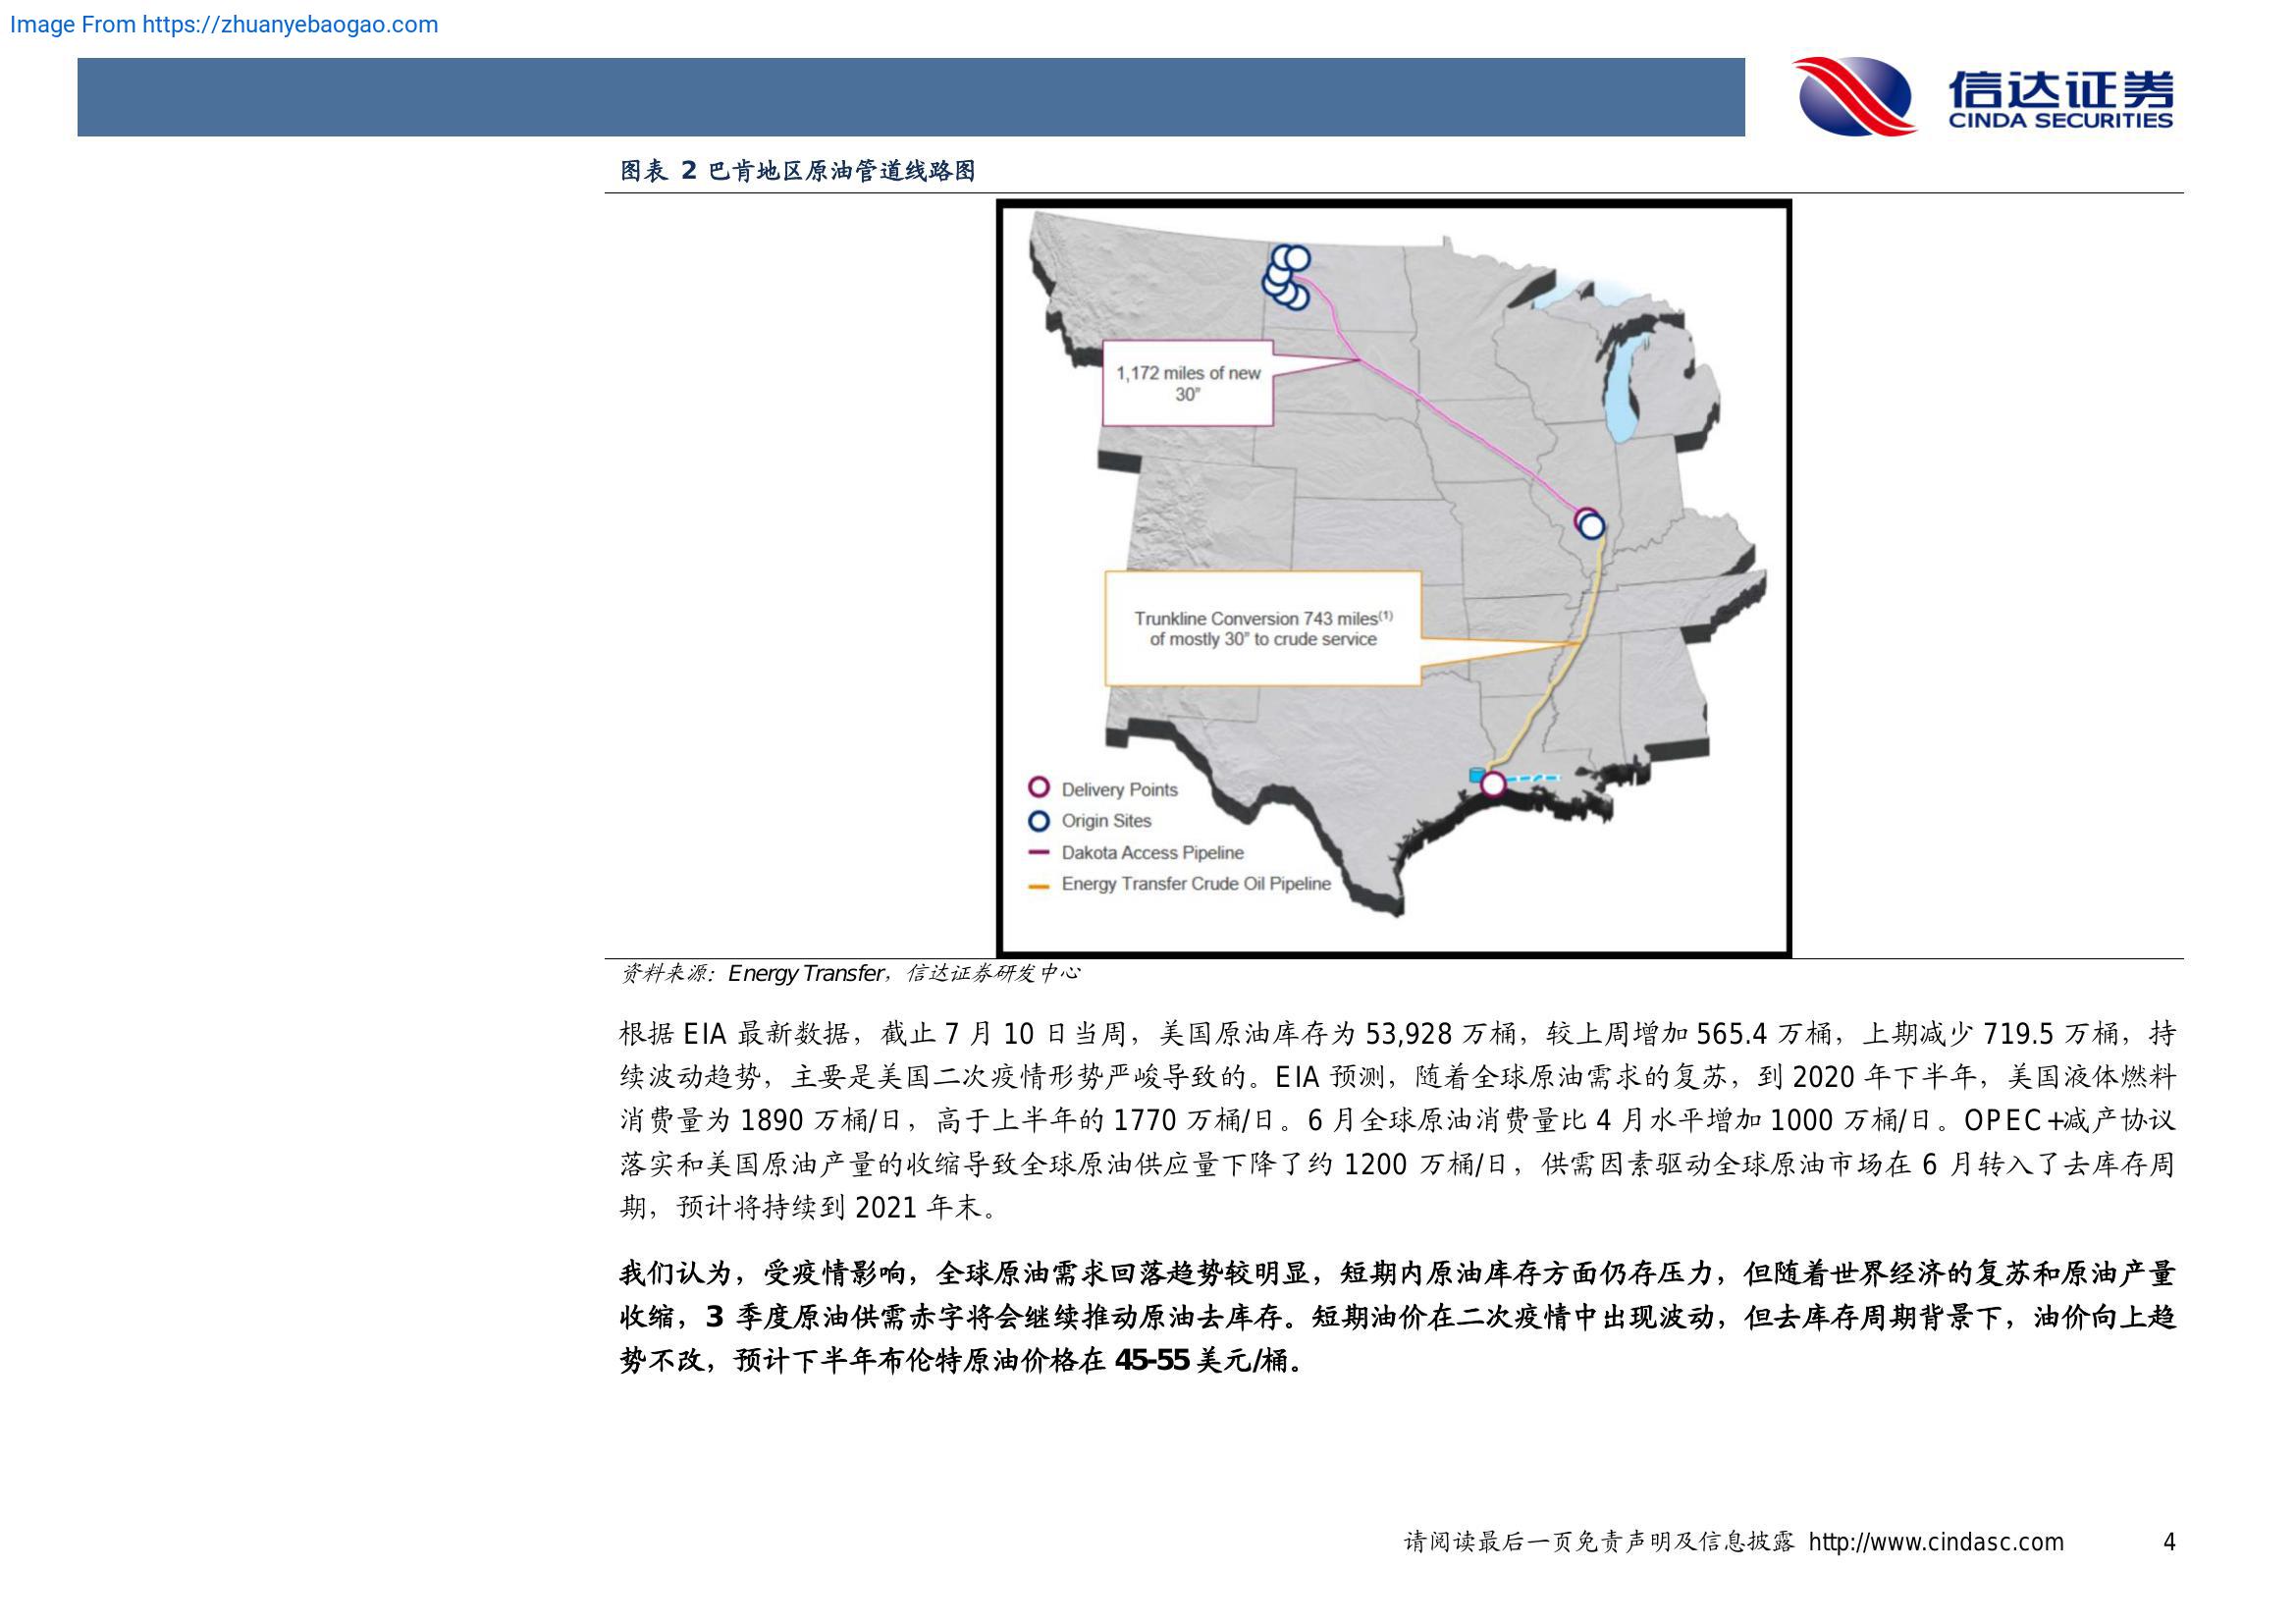 Image From https://zhuanyebaogao.com
信达证券
CINDA SECURITIES
图表 2 巴肯地区原油管道线路图
1,172 miles of new
30”
Trunkline Conversion 743 miles(1)
of mostly 30” to crude service
Delivery Points
Origin Sites
Dakota Access Pipeline
Energy Transfer Crude Oil Pipeline
资料来源：Energy Transfer，信达证券研发中心
根据 EIA 最新数据，截止 7 月 10 日当周，美国原油库存为 53,928 万桶，较上周增加 565.4 万桶，上期减少 719.5 万桶，持
续波动趋势，主要是美国二次疫情形势严峻导致的。EIA 预测，随着全球原油需求的复苏，到 2020 年下半年，美国液体燃料
消费量为 1890 万桶/日，高于上半年的 1770 万桶/日。6 月全球原油消费量比 4 月水平增加 1000 万桶/日。OPEC+减产协议
落实和美国原油产量的收缩导致全球原油供应量下降了约 1200 万桶/日，供需因素驱动全球原油市场在 6 月转入了去库存周
期，预计将持续到 2021 年末。
我们认为，受疫情影响，全球原油需求回落趋势较明显，短期内原油库存方面仍存压力，但随着世界经济的复苏和原油产量
收缩，3 季度原油供需赤字将会继续推动原油去库存。短期油价在二次疫情中出现波动，但去库存周期背景下，油价向上趋
势不改，预计下半年布伦特原油价格在 45-55 美元/桶。
请阅读最后一页免责声明及信息披露 http://www.cindasc.com 4